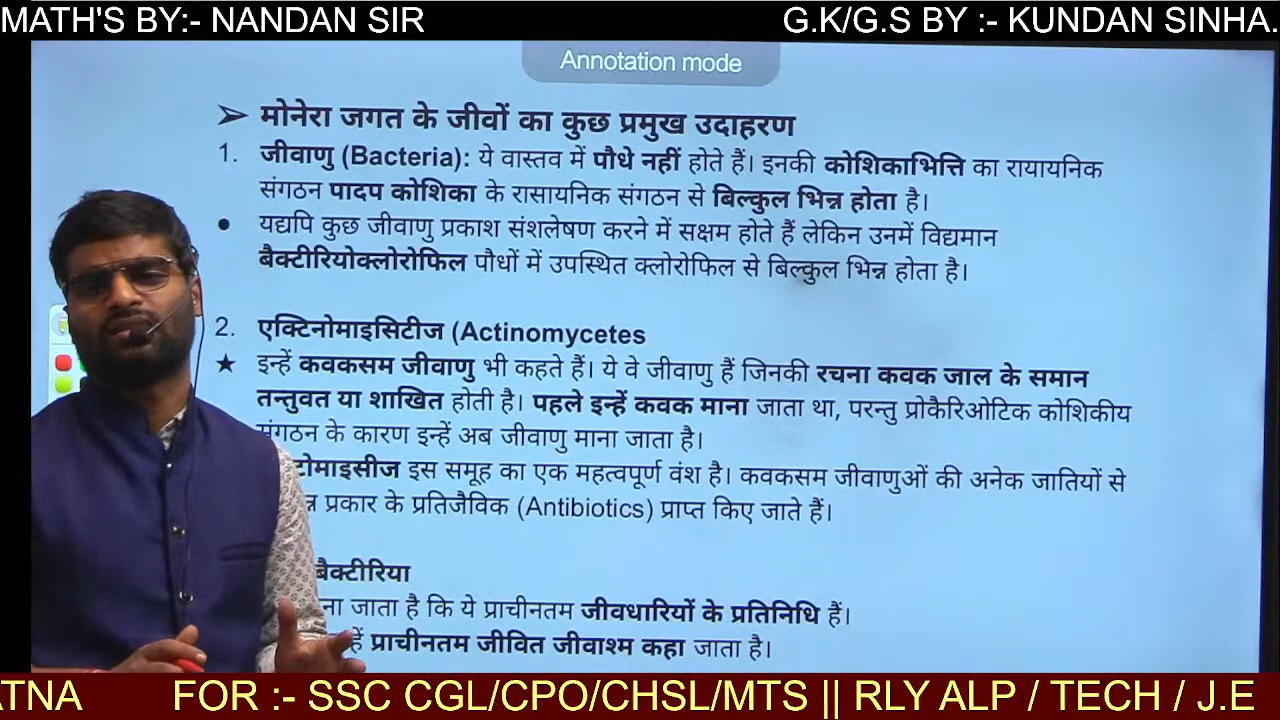 MATH'S BY:- NANDAN SIR
G.K/G.S BY :- KUNDAN SINHA.
Annotation mode
➢ मोनेरा जगत के जीवों का कुछ प्रमुख उदाहरण
1. जीवाणु (Bacteria): ये वास्तव में पौधे नहीं होते हैं। इनकी कोशिकाभित्ति का रायायनिक
संगठन पादप कोशिका के रासायनिक संगठन से बिल्कुल भिन्न होता है।
● यद्यपि कुछ जीवाणु प्रकाश संशलेषण करने में सक्षम होते हैं लेकिन उनमें विद्यमान
बैक्टीरियोक्लोरोफिल पौधों में उपस्थित क्लोरोफिल से बिल्कुल भिन्न होता है।
2. एक्टिनोमाइसिटीज (Actinomycetes
★ इन्हें कवकसम जीवाणु भी कहते हैं। ये वे जीवाणु हैं जिनकी रचना कवक जाल के समान
तन्तुवत या शाखित होती है। पहले इन्हें कवक माना जाता था, परन्तु प्रोकैरिओटिक कोशिकीय
संगठन के कारण इन्हें अब जीवाणु माना जाता है।
टोमाइसीज इस समूह का एक महत्वपूर्ण वंश है। कवकसम जीवाणुओं की अनेक जातियों से
न्न प्रकार के प्रतिजैविक (Antibiotics) प्राप्त किए जाते हैं।
बैक्टीरिया
ना जाता है कि ये प्राचीनतम जीवधारियों के प्रतिनिधि हैं।
हें प्राचीनतम जीवित जीवाश्म कहा जाता है।
ATNA FOR :- SSC CGL/CPO/CHSL/MTS || RLY ALP / TECH / J.E